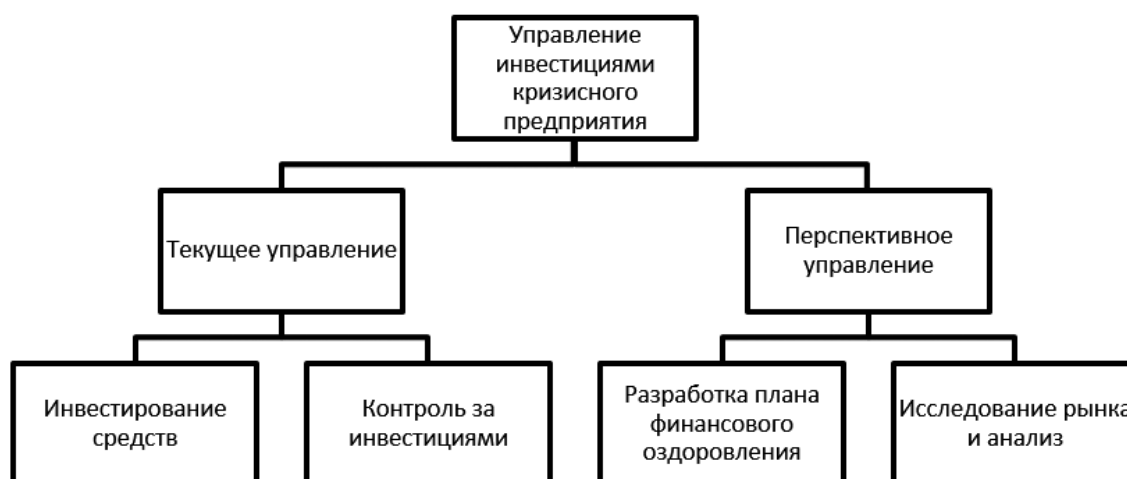 Управление
инвестициями
кризисного
предприятия
Текущее управление
Перспективное
управление
Инвестирование
средств
Контроль за
инвестициями
Разработка плана
финансового
оздоровления
Исследование рынка
и анализ